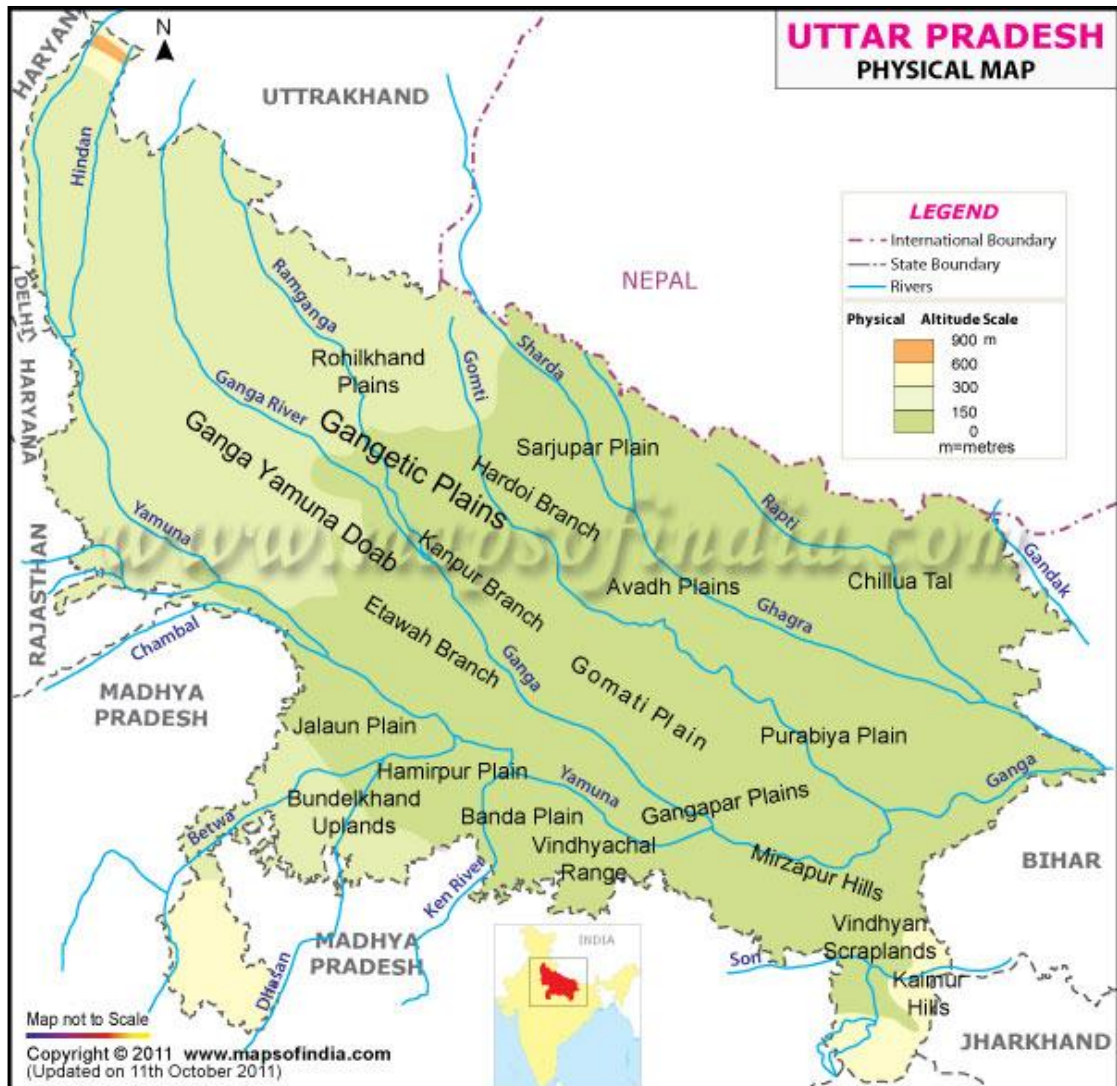 UTTAR PRADESH
PHYSICAL MAP
N
HARYAN
UTTRAKHAND
Hindan
LEGEND
International Boundary
State Boundary
Rivers
Physical Altitude Scale
900 m
600
300
150
0
m=metres
NEPAL
DELHI
HARYANA
Ramganga
Rohilkhand
Plains
Gomti
Sharda
Ganga River
Gangetic Plains
Ganga Yamuna Doab
Sarjupar Plain
Hardoi Branch
Rapti
Yamuna
www.mapsofindia.com
Kanpur Branch
Avadh Plains
Chillua Tal
Gandak
RAJASTHAN
Chambal
Etawah Branch
Ghagra
Ganga
Gomati Plain
MADHYA
PRADESH
Jalaun Plain
Purabiya Plain
Hamirpur Plain
Yamuna
Ganga
Bundelkhand
Uplands
Betwa
Banda Plain
Gangapar Plains
Vindhyachal
Range
Mirzapur Hills
BIHAR
Ken River
MADHYA
PRADESH
Dhasan
INDIA
Vindhyan
Scraplands
Son
Kaimur
Hills
JHARKHAND
Map not to Scale
Copyright © 2011 www.mapsofindia.com
(Updated on 11th October 2011)